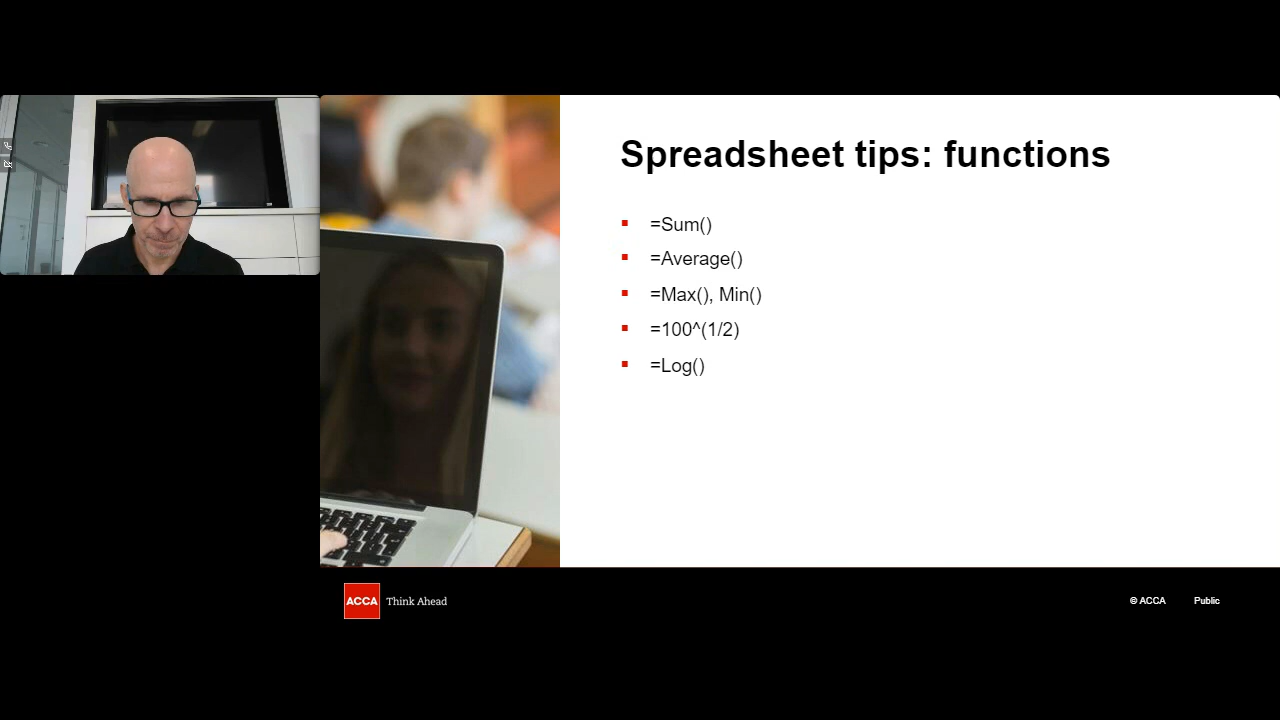 Spreadsheet tips: functions
=Sum()
=Average()
=Max(), Min()
=100^(1/2)
=Log()
ACCA Think Ahead
© ACCA Public